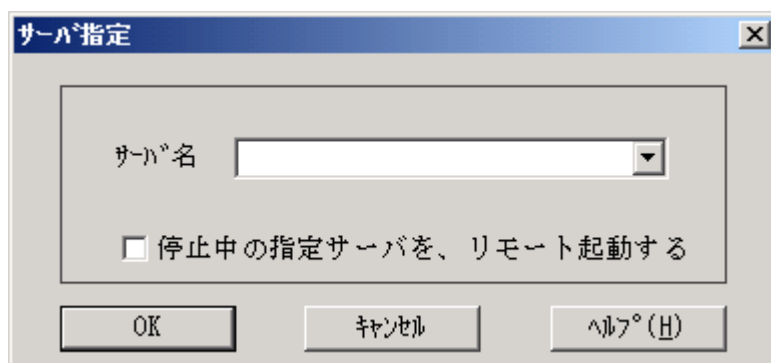 サーバ指定
ｻｰﾊﾞ名
停止中の指定サーバを、リモート起動する
OK
ｷｬﾝｾﾙ
ﾍﾙﾌﾟ(H)